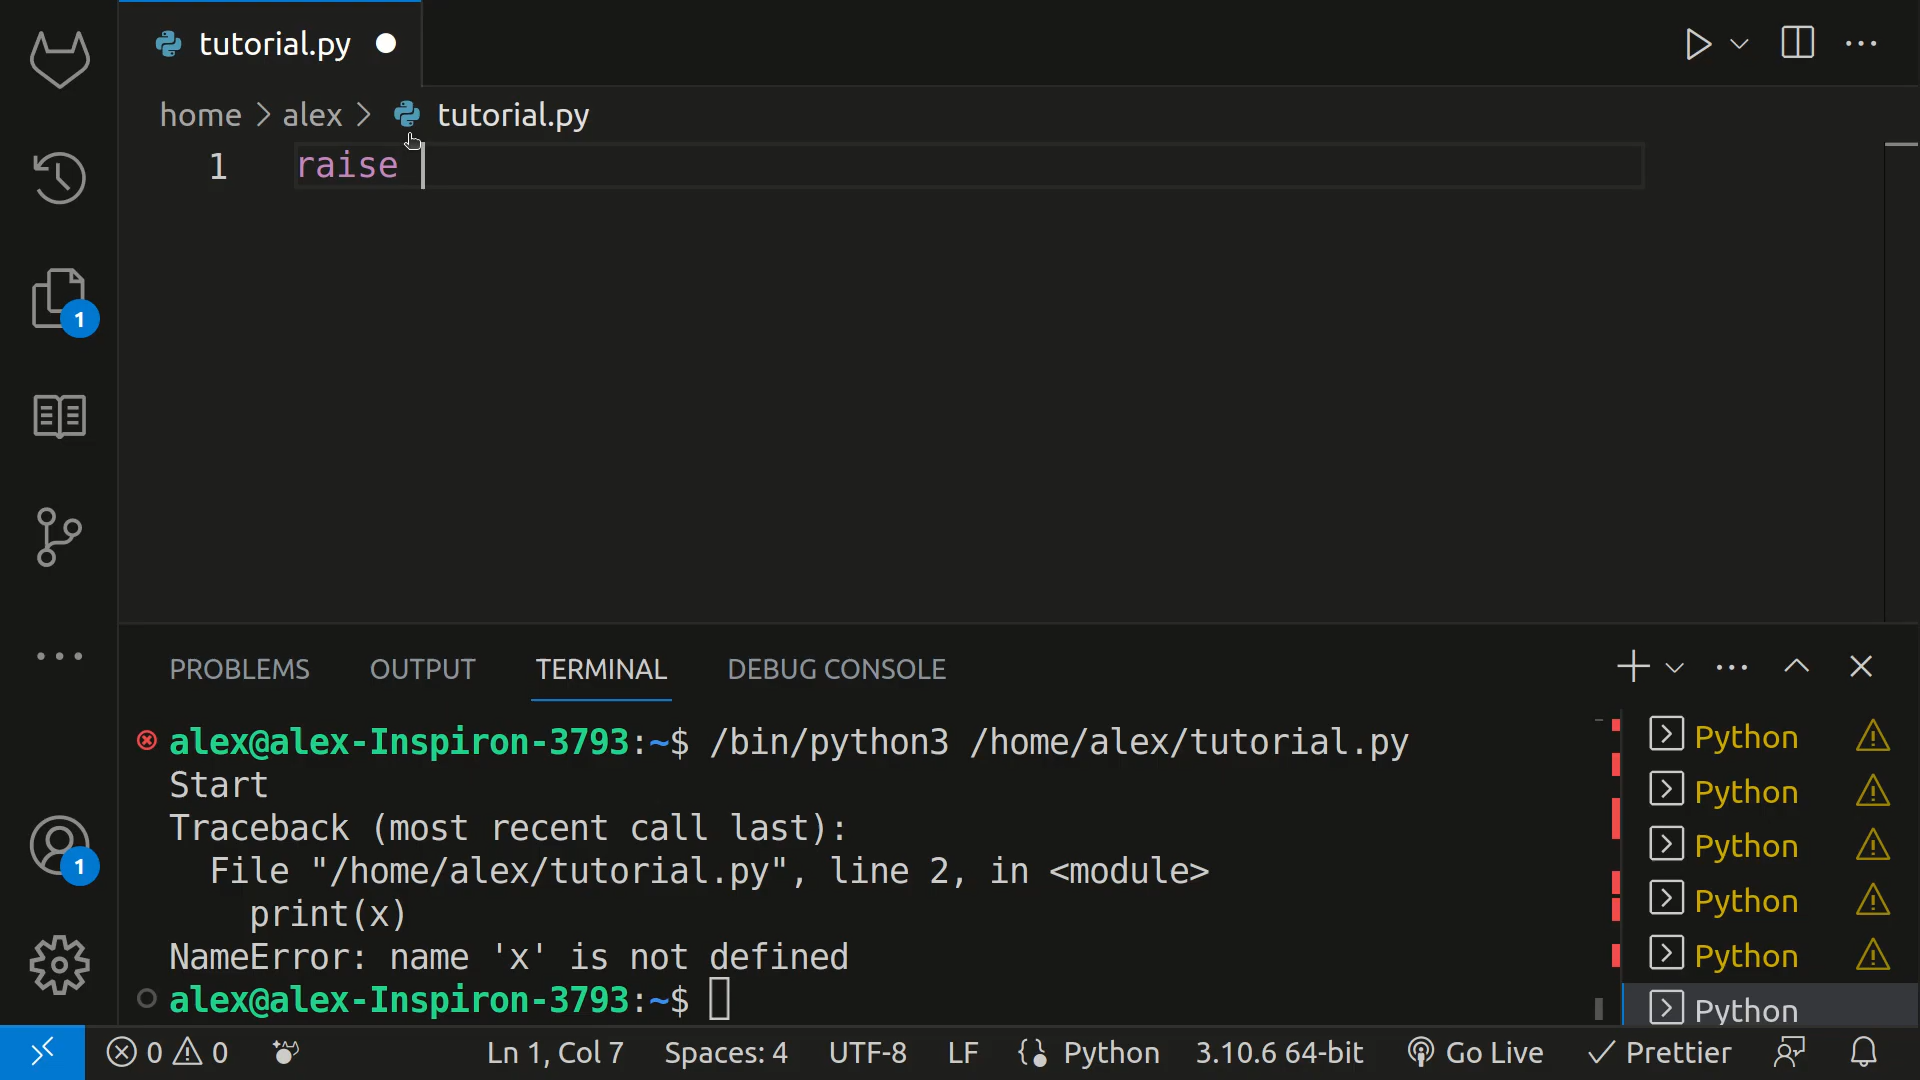 tutorial.py
home > alex > tutorial.py
1 raise
1
PROBLEMS OUTPUT TERMINAL DEBUG CONSOLE
alex@alex-Inspiron-3793:~$ /bin/python3 /home/alex/tutorial.py
Start
Traceback (most recent call last):
  File "/home/alex/tutorial.py", line 2, in <module>
    print(x)
NameError: name 'x' is not defined
alex@alex-Inspiron-3793:~$
Python
Python
Python
Python
Python
Python
1
0 0 Ln 1, Col 7 Spaces: 4 UTF-8 LF Python 3.10.6 64-bit Go Live Prettier